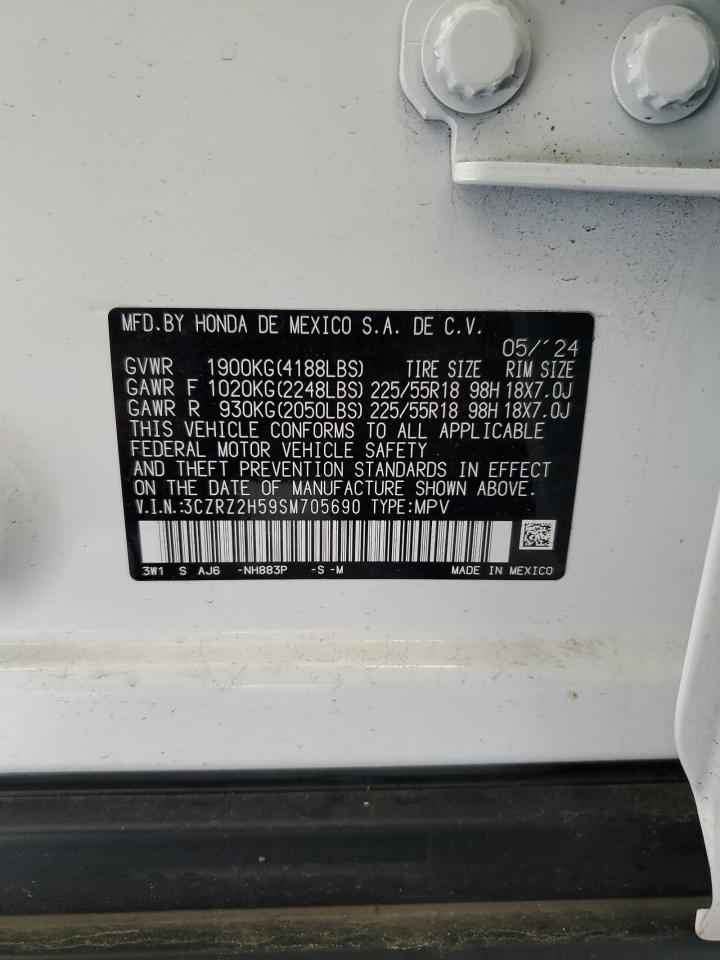 MFD.BY HONDA DE MEXICO S.A. DE C.V.
05/'24
GVWR 1900KG(4188LBS) TIRE SIZE RIM SIZE
GAWR F 1020KG(2248LBS) 225/55R18 98H 18X7.0J
GAWR R 930KG(2050LBS) 225/55R18 98H 18X7.0J
THIS VEHICLE CONFORMS TO ALL APPLICABLE
FEDERAL MOTOR VEHICLE SAFETY
AND THEFT PREVENTION STANDARDS IN EFFECT
ON THE DATE OF MANUFACTURE SHOWN ABOVE.
V.I.N.:3CZRZ2H59SM705690 TYPE:MPV
3W1 S AJ6 -NH883P -S -M MADE IN MEXICO